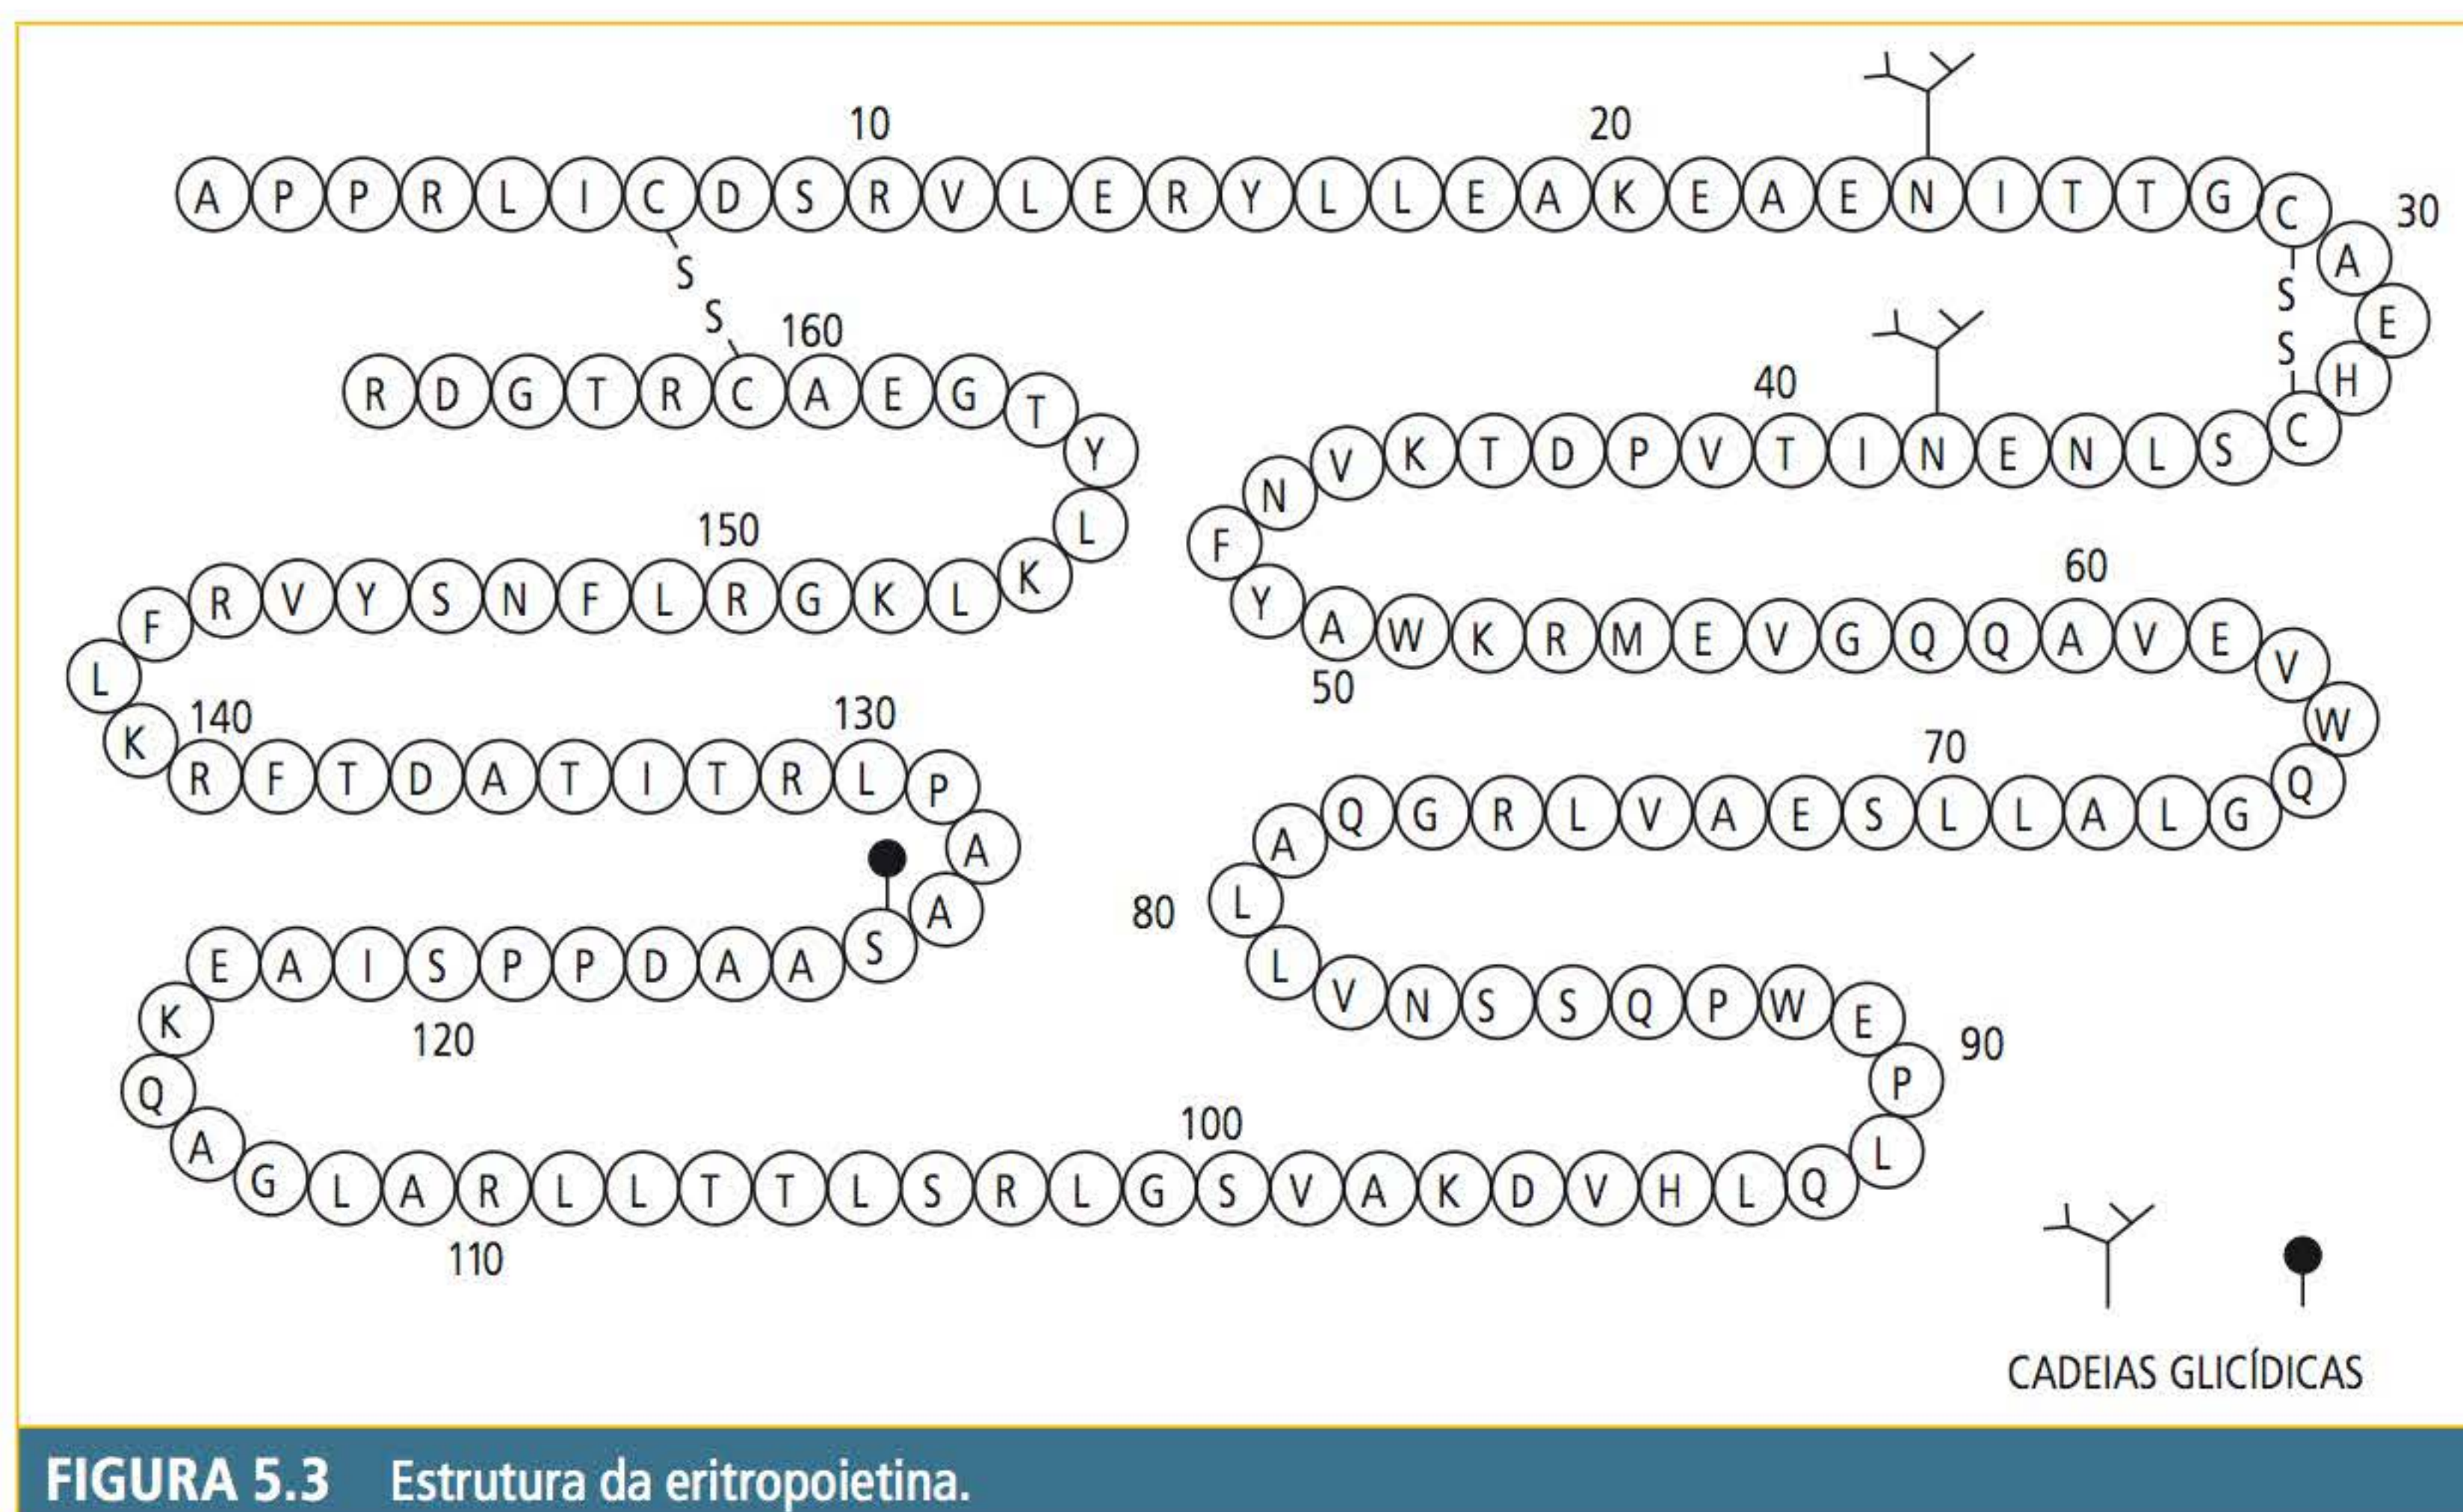 10 20
A P P R L I C D S R V L E R Y L L E A K E A E N I T T G C
30
A
S S E
S S H
160 40
R D G T R C A E G T
Y N V K T D P V T I N E N L S C
L F
150 60
F R V Y S N F L R G K L K
Y A W K R M E V G Q Q A V E V
L 50 W
140 130 70
K R F T D A T I T R L P
A Q G R L V A E S L L A L G Q
A
A
80 L
E A I S P P D A A S
L V N S S Q P W E
K 120 90
P
Q
100 L
A G L A R L L T T L S R L G S V A K D V H L Q
110
CADEIAS GLICÍDICAS
FIGURA 5.3 Estrutura da eritropoietina.